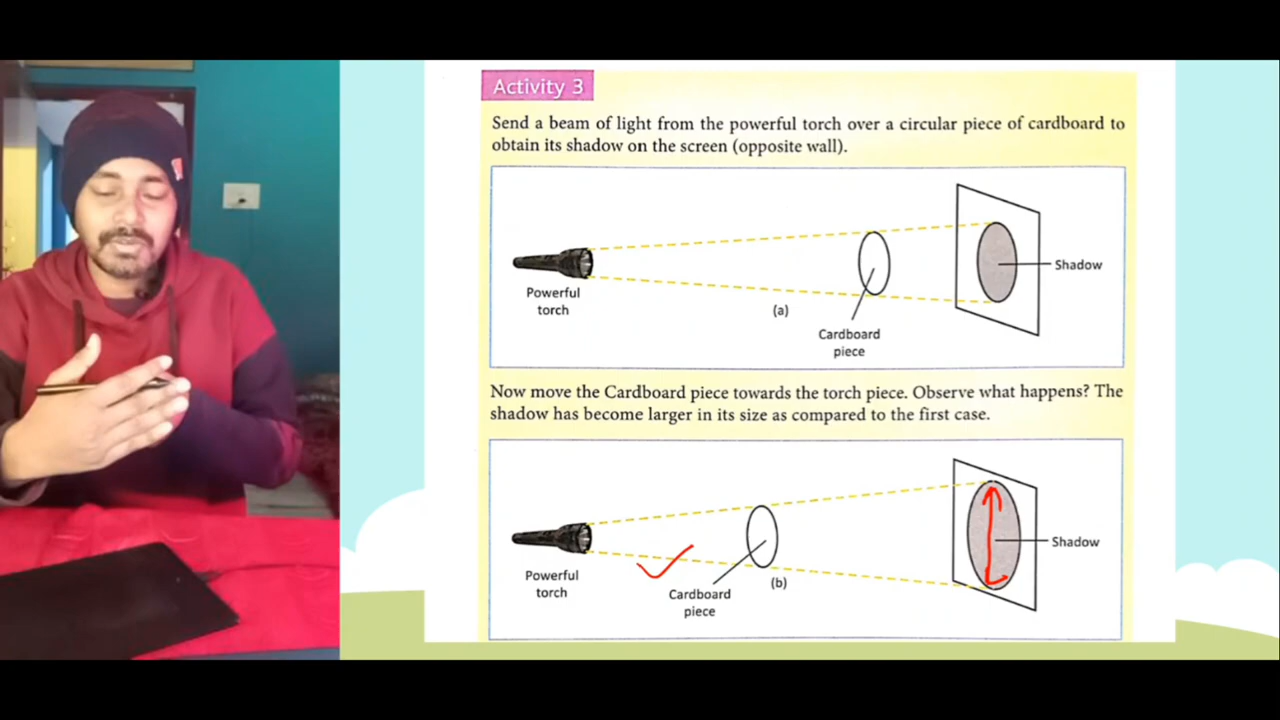 Activity 3
Send a beam of light from the powerful torch over a circular piece of cardboard to
obtain its shadow on the screen (opposite wall).
Shadow
Powerful
torch
(a)
Cardboard
piece
Now move the Cardboard piece towards the torch piece. Observe what happens? The
shadow has become larger in its size as compared to the first case.
Shadow
Powerful
torch
Cardboard
piece
(b)